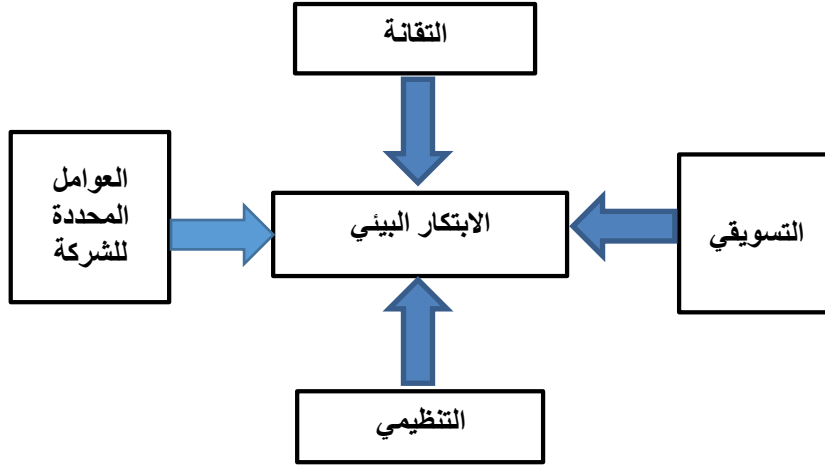 التقانة
التسويقي
الابتكار البيئي
العوامل
المحددة
للشركة
التنظيمي